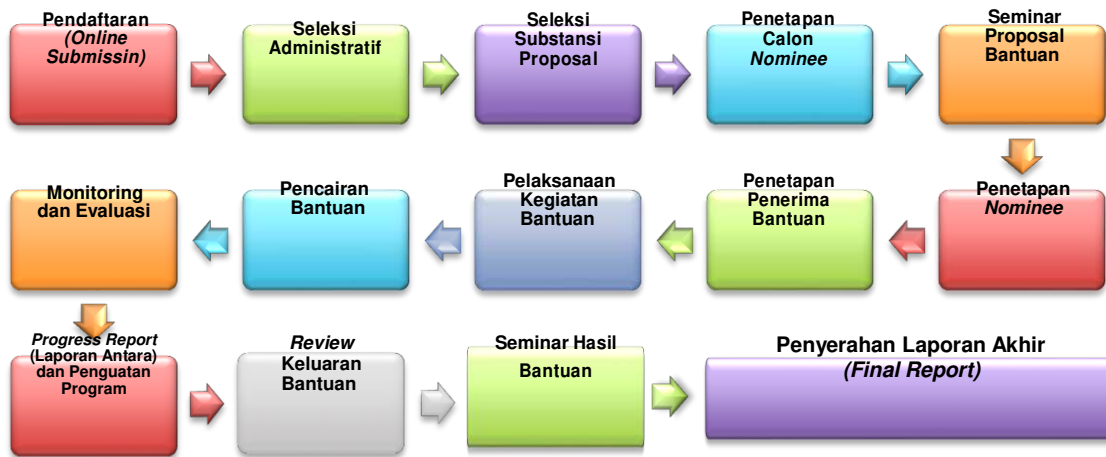 Pendaftaran
(Online
Submissin)
Seleksi
Administratif
Seleksi
Substansi
Proposal
Penetapan
Calon
Nominee
Seminar
Proposal
Bantuan
Monitoring
dan Evaluasi
Pencairan
Bantuan
Pelaksanaan
Kegiatan
Bantuan
Penetapan
Penerima
Bantuan
Penetapan
Nominee
Progress Report
(Laporan Antara)
dan Penguatan
Program
Review
Keluaran
Bantuan
Seminar Hasil
Bantuan
Penyerahan Laporan Akhir
(Final Report)